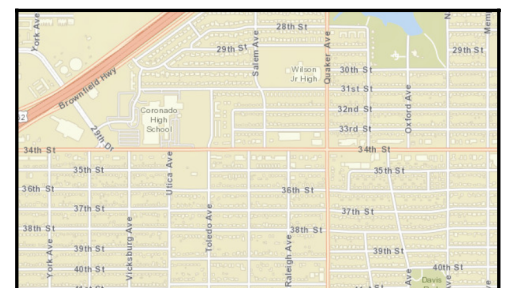 York Ave
28th St
N
Memp
29th St
Salem Ave
Quaker Ave
29th St
Wilson
Jr High
30th St
Brownfield Hwy
31st St
Coronado
High
School
32nd St
Oxford Ave
33rd St
29th Dr
34th St
34th St
35th St
Utica Ave
35th St
36th St
36th St
37th St
37th St
Toledo Ave
38th St
38th St
Vicksburg Ave
Raleigh Ave
York Ave
39th St
39th St
40th St
40th St
Ave
Davis